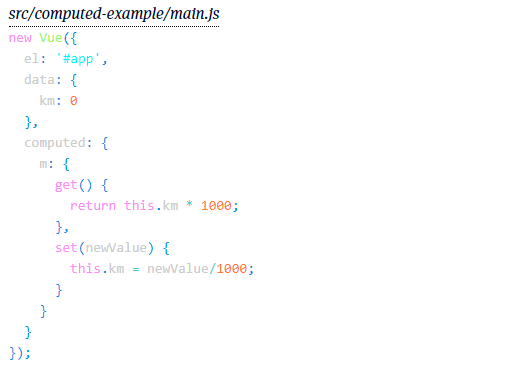 src/computed-example/main.js
new Vue({
  el: '#app',
  data: {
    km: 0
  },
  computed: {
    m: {
      get() {
        return this.km * 1000;
      },
      set(newValue) {
        this.km = newValue/1000;
      }
    }
  }
});